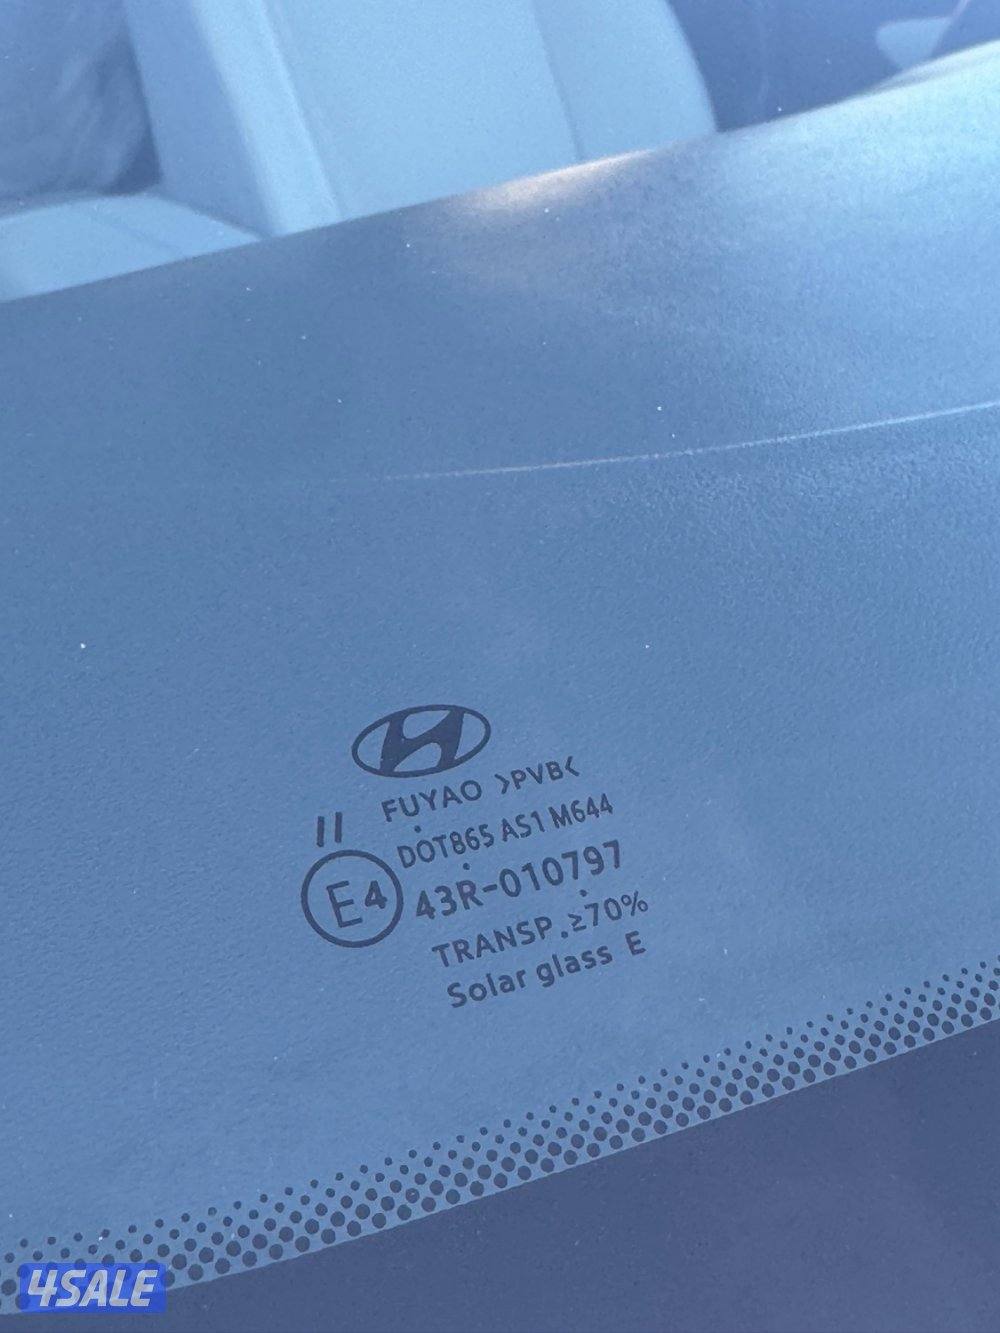 FUYAO >PVB<
II
DOT865 AS1 M644
E4
43R-010797
TRANSP.≥70%
Solar glass E
4SALE